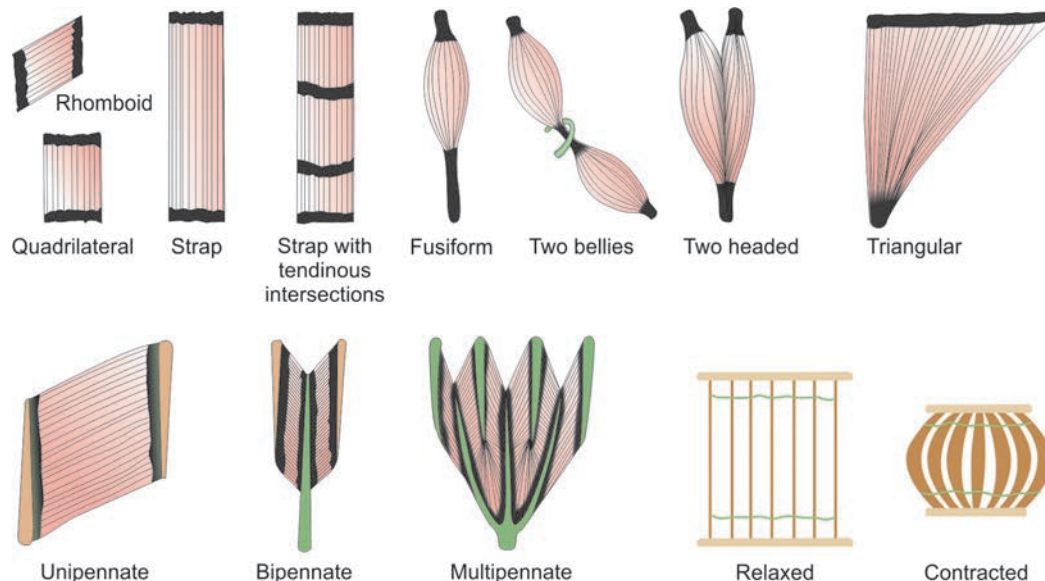 Rhomboid
Quadrilateral
Strap
Strap with
tendinous
intersections
Fusiform
Two bellies
Two headed
Triangular
Unipennate
Bipennate
Multipennate
Relaxed
Contracted